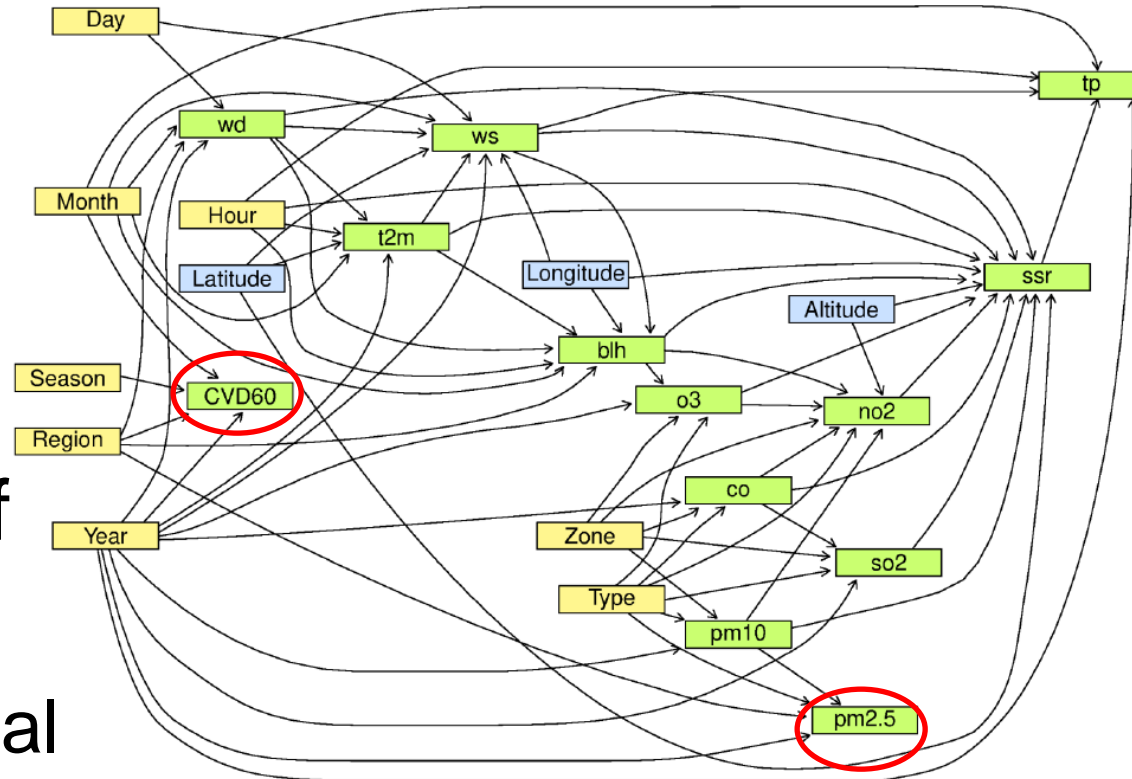 Day
tp
wd
ws
Month
Hour
t2m
Latitude
Longitude
ssr
Altitude
blh
Season
CVD60
o3
no2
Region
co
f
Year
Zone
so2
Type
pm10
al
pm2.5